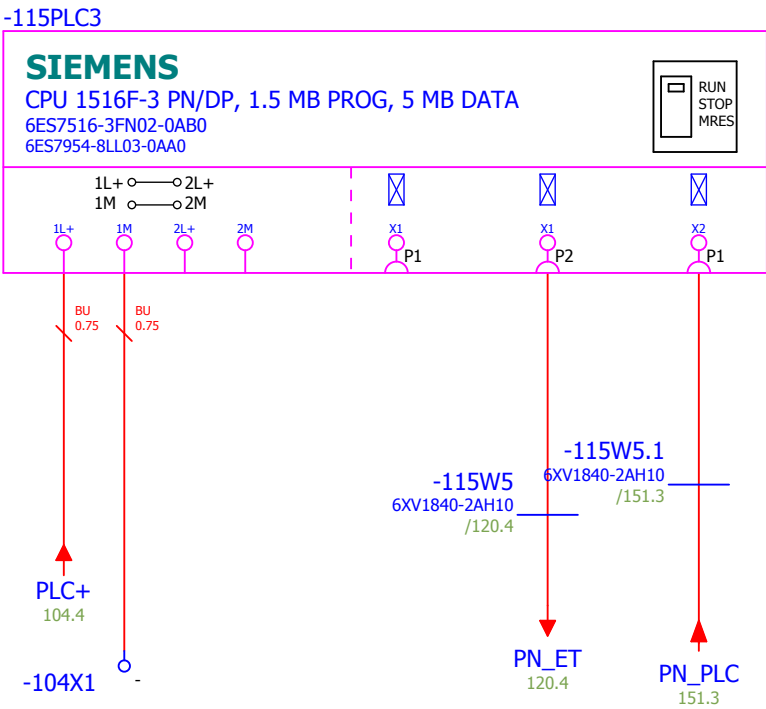 -115PLC3
SIEMENS
CPU 1516F-3 PN/DP, 1.5 MB PROG, 5 MB DATA
6ES7516-3FN02-0AB0
6ES7954-8LL03-0AA0
RUN
STOP
MRES
1L+ 2L+
1M 2M
1L+ 1M 2L+ 2M X1 X1 X2
P1 P2 P1
BU BU
0.75 0.75
-115W5.1
6XV1840-2AH10
/151.3
-115W5
6XV1840-2AH10
/120.4
PLC+
104.4
-104X1 -
PN_ET
120.4
PN_PLC
151.3